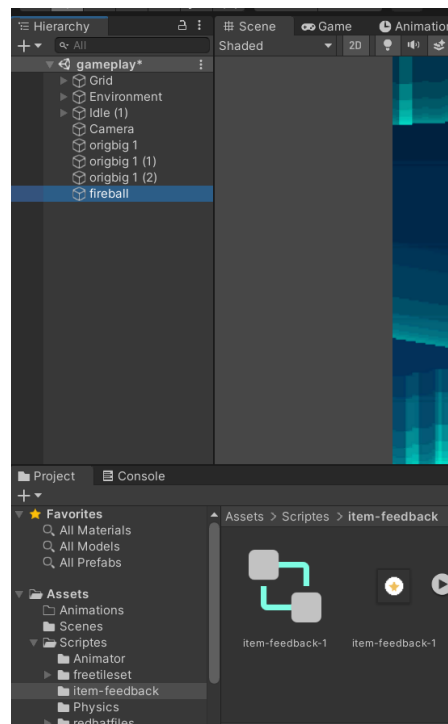 Hierarchy
Scene
Game
Animation
All
Shaded
2D
gameplay*
Grid
Environment
Idle (1)
Camera
origbig 1
origbig 1 (1)
origbig 1 (2)
fireball
Project
Console
Favorites
All Materials
All Models
All Prefabs
Assets
Animations
Scenes
Scriptes
Animator
freetileset
item-feedback
Physics
redhatfiles
Assets > Scriptes > item-feedback
item-feedback-1
item-feedback-1